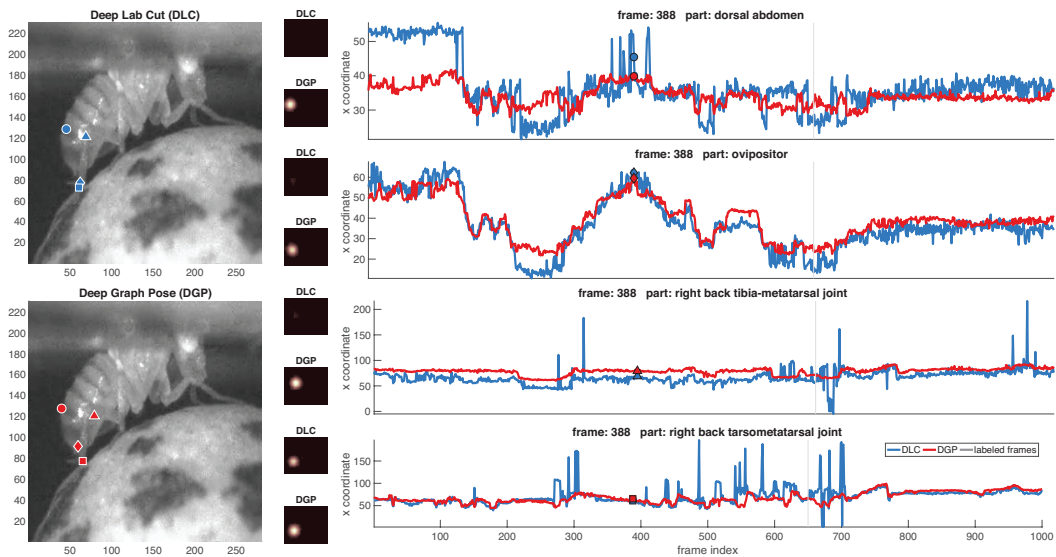 Deep Lab Cut (DLC)
220
200
180
160
140
120
100
80
60
40
20
50 100 150 200 250
DLC
DGP
DLC
DGP
frame: 388 part: dorsal abdomen
x coordinate
50
40
30
frame: 388 part: ovipositor
x coordinate
60
50
40
30
20
Deep Graph Pose (DGP)
220
200
180
160
140
120
100
80
60
40
20
50 100 150 200 250
DLC
DGP
DLC
DGP
frame: 388 part: right back tibia-metatarsal joint
x coordinate
200
150
100
50
0
frame: 388 part: right back tarsometatarsal joint
x coordinate
150
100
50
0
DLC DGP labeled frames
100 200 300 400 500 600 700 800 900 1000
frame index